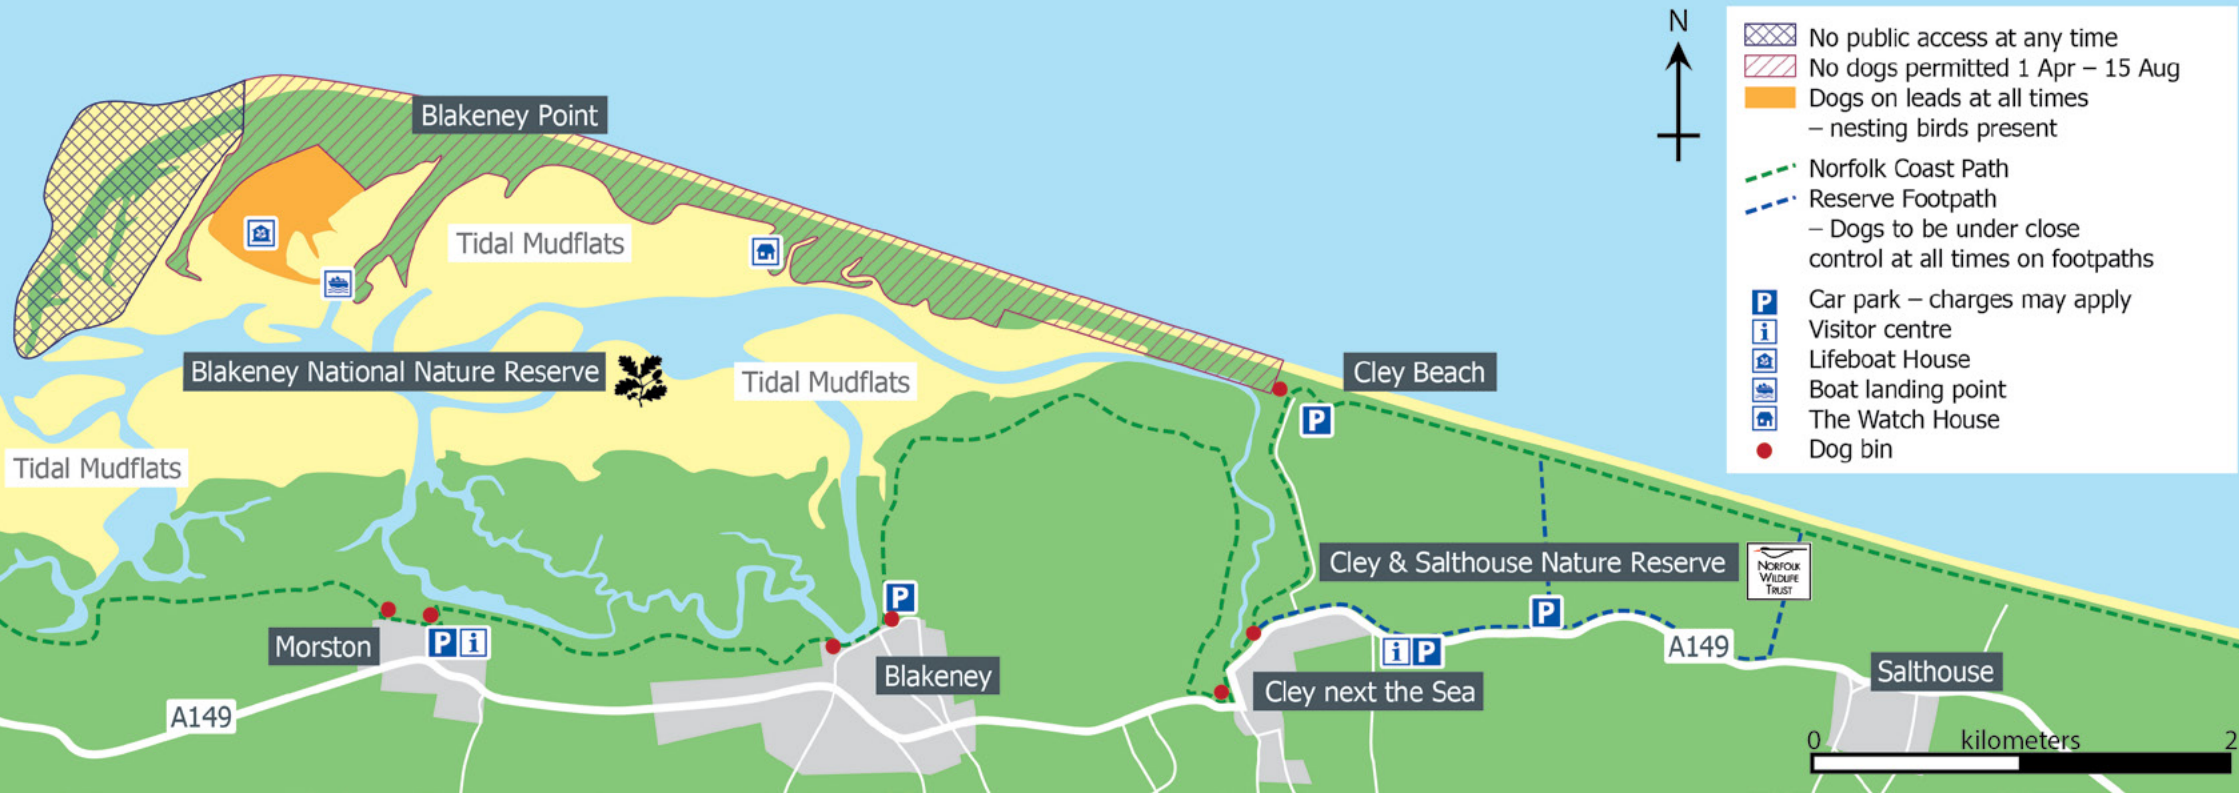 N
No public access at any time
No dogs permitted 1 Apr – 15 Aug
Dogs on leads at all times
– nesting birds present
Norfolk Coast Path
Reserve Footpath
– Dogs to be under close
control at all times on footpaths
P Car park – charges may apply
i Visitor centre
Lifeboat House
Boat landing point
The Watch House
Dog bin
Blakeney Point
Tidal Mudflats
Blakeney National Nature Reserve
Tidal Mudflats
Cley Beach
P
Tidal Mudflats
Cley & Salthouse Nature Reserve
NORFOLK
WILDLIFE
TRUST
P
P
Morston
P i
i P
A149
Blakeney
Cley next the Sea
Salthouse
A149
0 kilometers 2